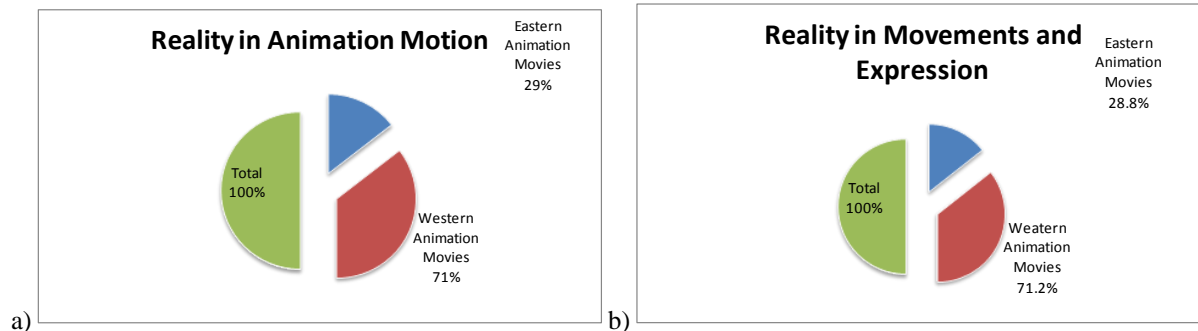 Reality in Animation Motion
Eastern
Animation
Movies
29%
Total
100%
Western
Animation
Movies
71%
a)
Reality in Movements and
Expression
Eastern
Animation
Movies
28.8%
Total
100%
Weatern
Animation
Movies
71.2%
b)